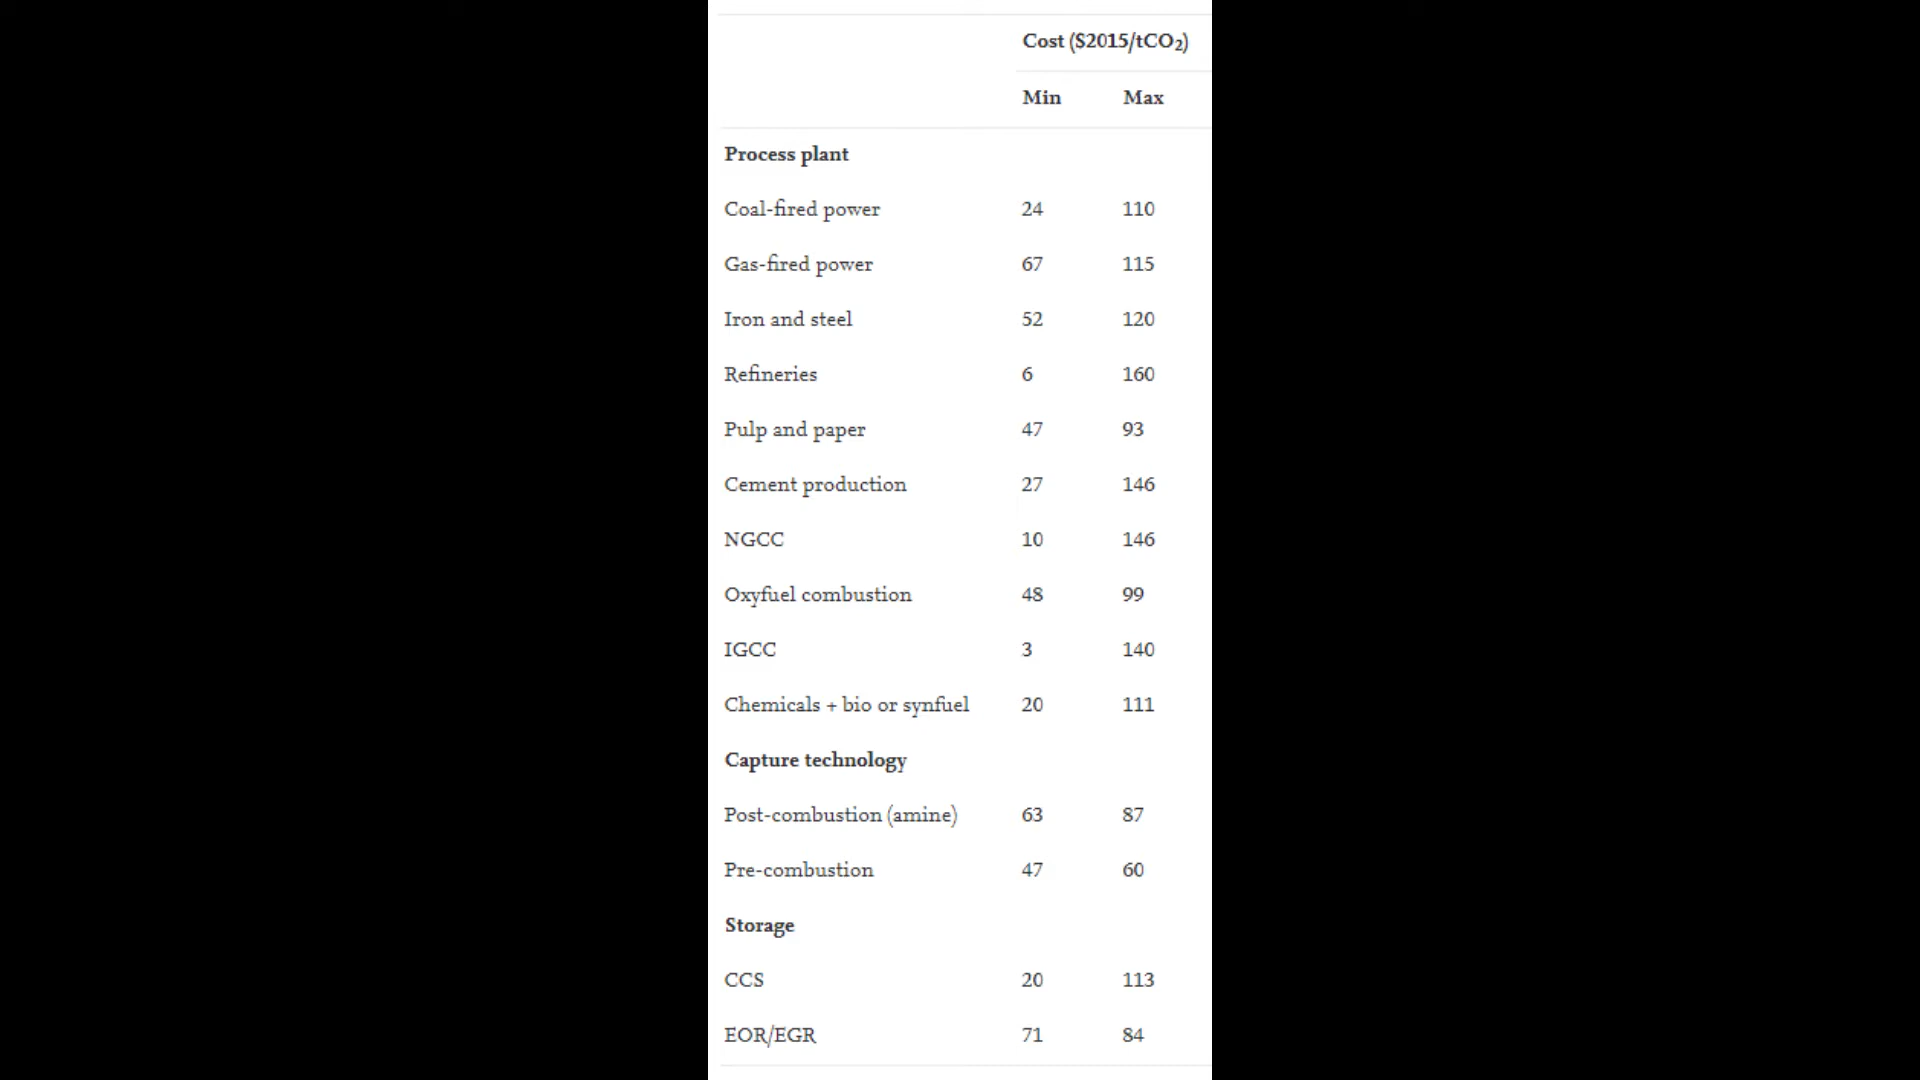 Cost ($2015/tCO₂)
Min Max
Process plant
Coal-fired power 24 110
Gas-fired power 67 115
Iron and steel 52 120
Refineries 6 160
Pulp and paper 47 93
Cement production 27 146
NGCC 10 146
Oxyfuel combustion 48 99
IGCC 3 140
Chemicals + bio or synfuel 20 111
Capture technology
Post-combustion (amine) 63 87
Pre-combustion 47 60
Storage
CCS 20 113
EOR/EGR 71 84